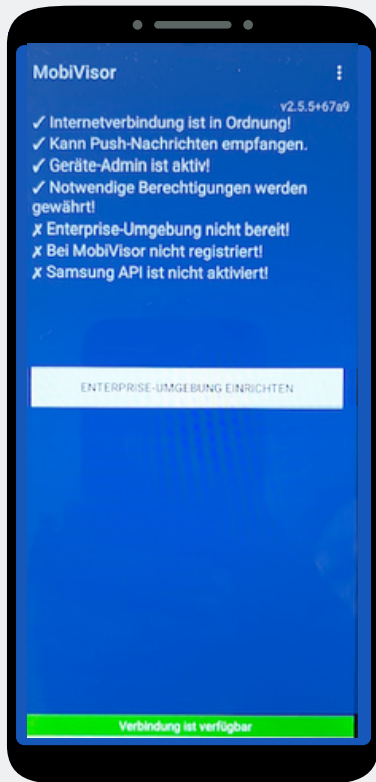 MobiVisor
v2.5.5+67a9
✓ Internetverbindung ist in Ordnung!
✓ Kann Push-Nachrichten empfangen.
✓ Geräte-Admin ist aktiv!
✓ Notwendige Berechtigungen werden
gewährt!
✗ Enterprise-Umgebung nicht bereit!
✗ Bei MobiVisor nicht registriert!
✗ Samsung API ist nicht aktiviert!
ENTERPRISE-UMGEBUNG EINRICHTEN
Verbindung ist verfügbar